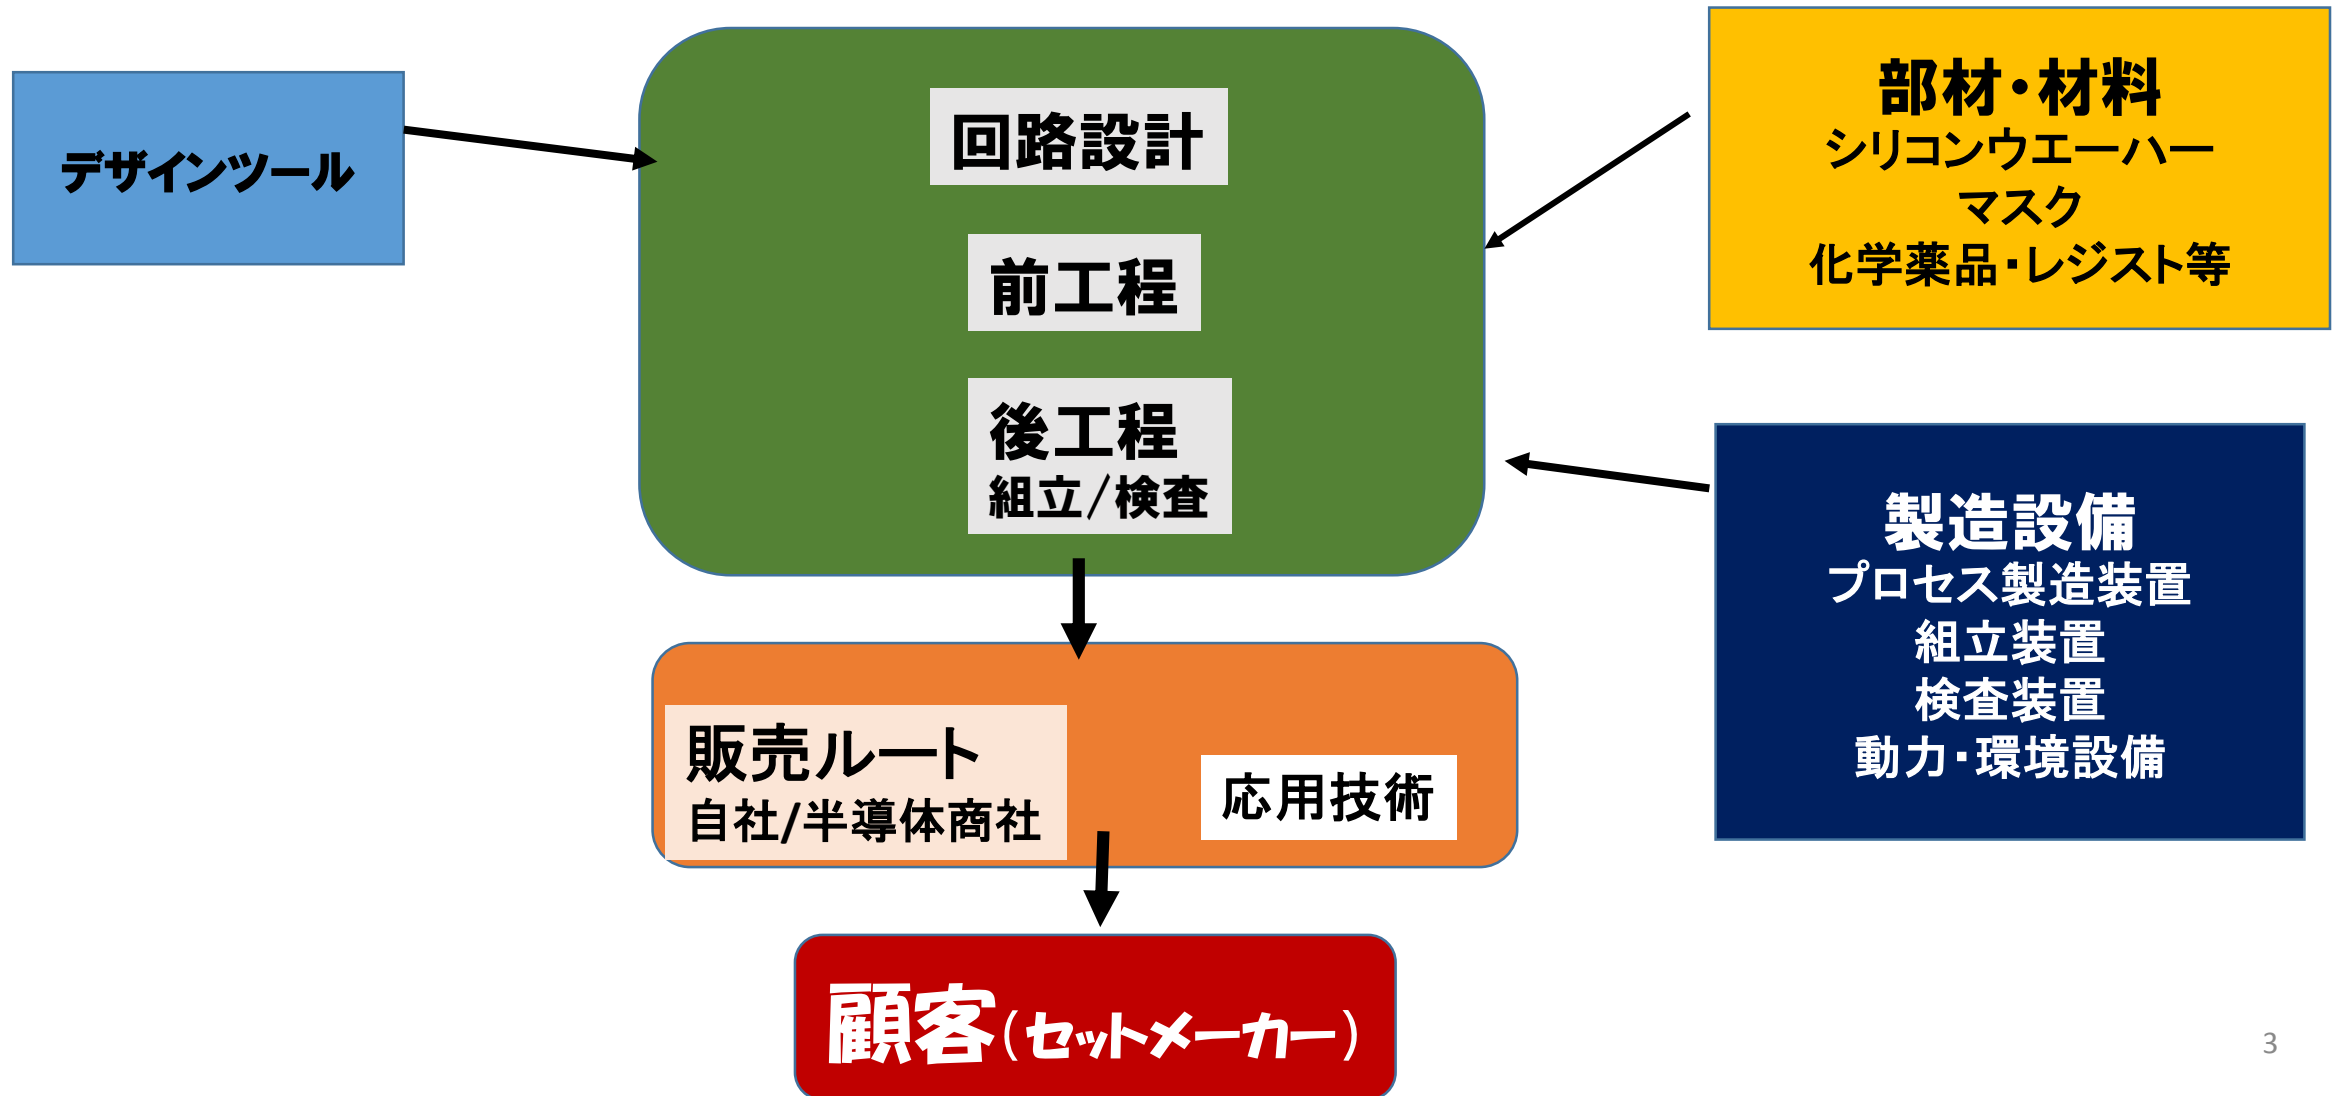 デザインツール
回路設計
前工程
後工程
組立/検査
部材・材料
シリコンウエーハー
マスク
化学薬品・レジスト等
製造設備
プロセス製造装置
組立装置
検査装置
動力・環境設備
販売ルート
自社/半導体商社
応用技術
顧客(セットメーカー)
3